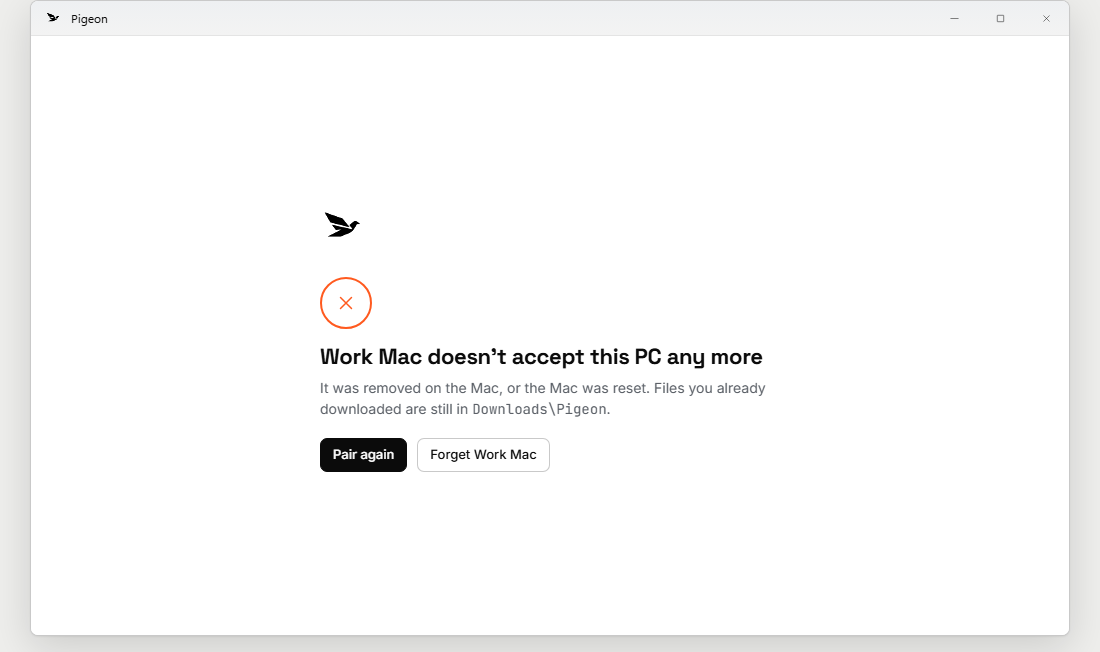 Pigeon
Work Mac doesn’t accept this PC any more
It was removed on the Mac, or the Mac was reset. Files you already
downloaded are still in Downloads\Pigeon.
Pair again
Forget Work Mac